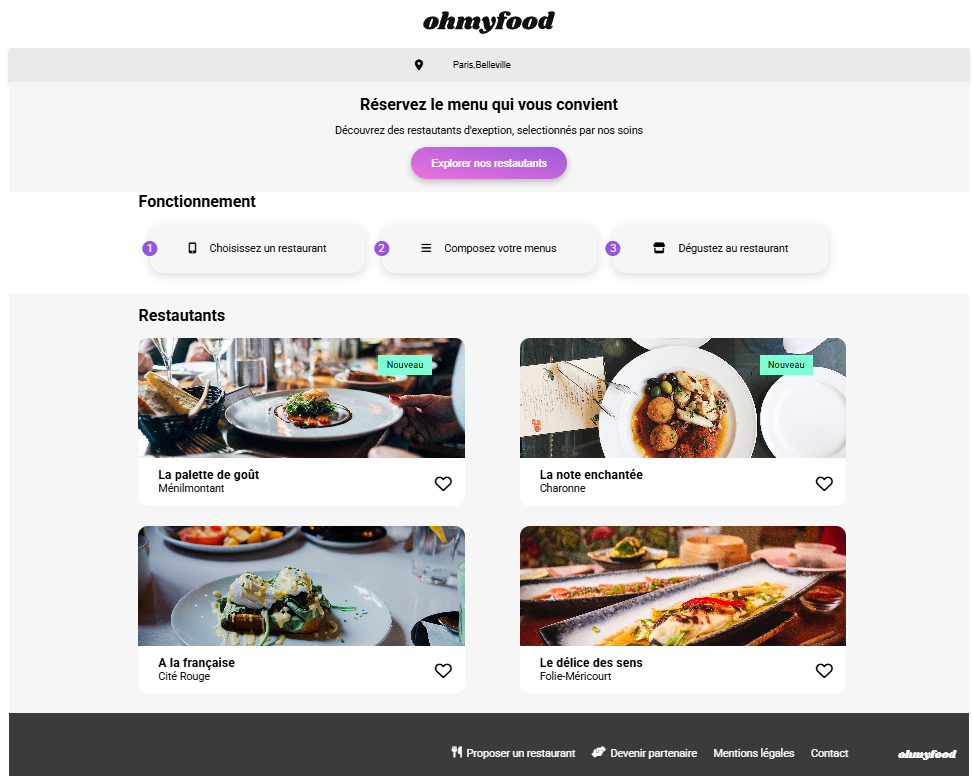 ohmyfood
Paris,Belleville
Réservez le menu qui vous convient
Découvrez des restaurants d'exeption, selectionnés par nos soins
Explorer nos restautants
Fonctionnement
1 Choisissez un restaurant
2 Composez votre menus
3 Dégustez au restaurant
Restautants
Nouveau
Nouveau
La palette de goût
Ménilmontant
La note enchantée
Charonne
A la française
Cité Rouge
Le délice des sens
Folie-Méricourt
Proposer un restaurant Devenir partenaire Mentions légales Contact ohmyfood